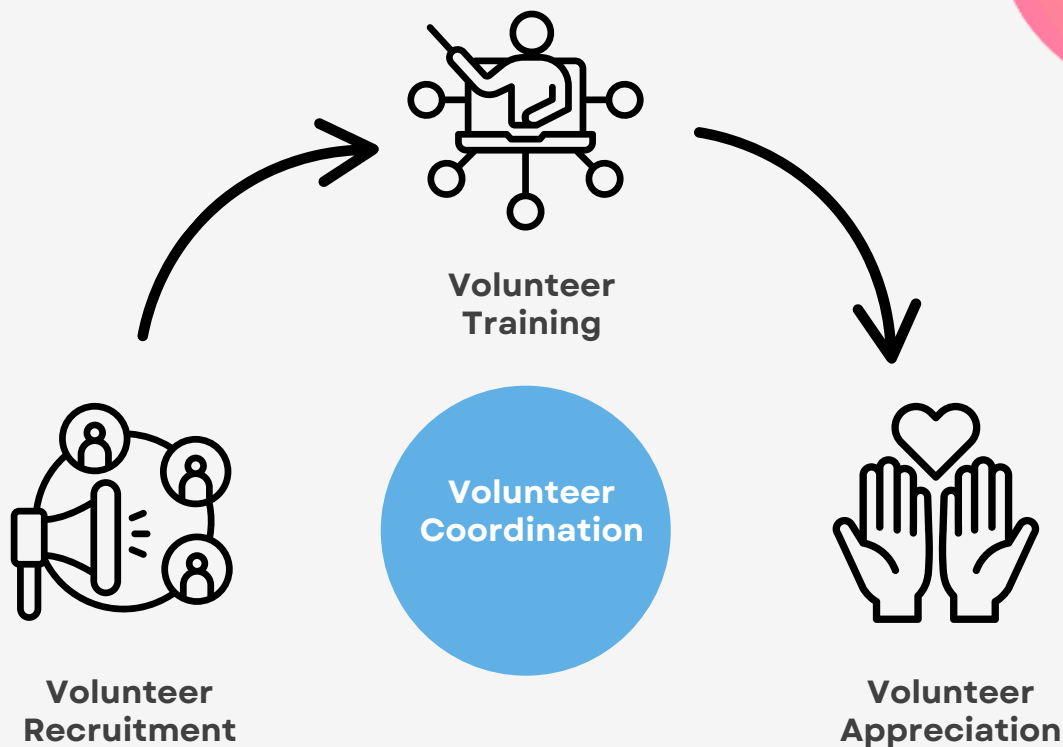 Volunteer
Training
Volunteer
Coordination
Volunteer
Recruitment
Volunteer
Appreciation